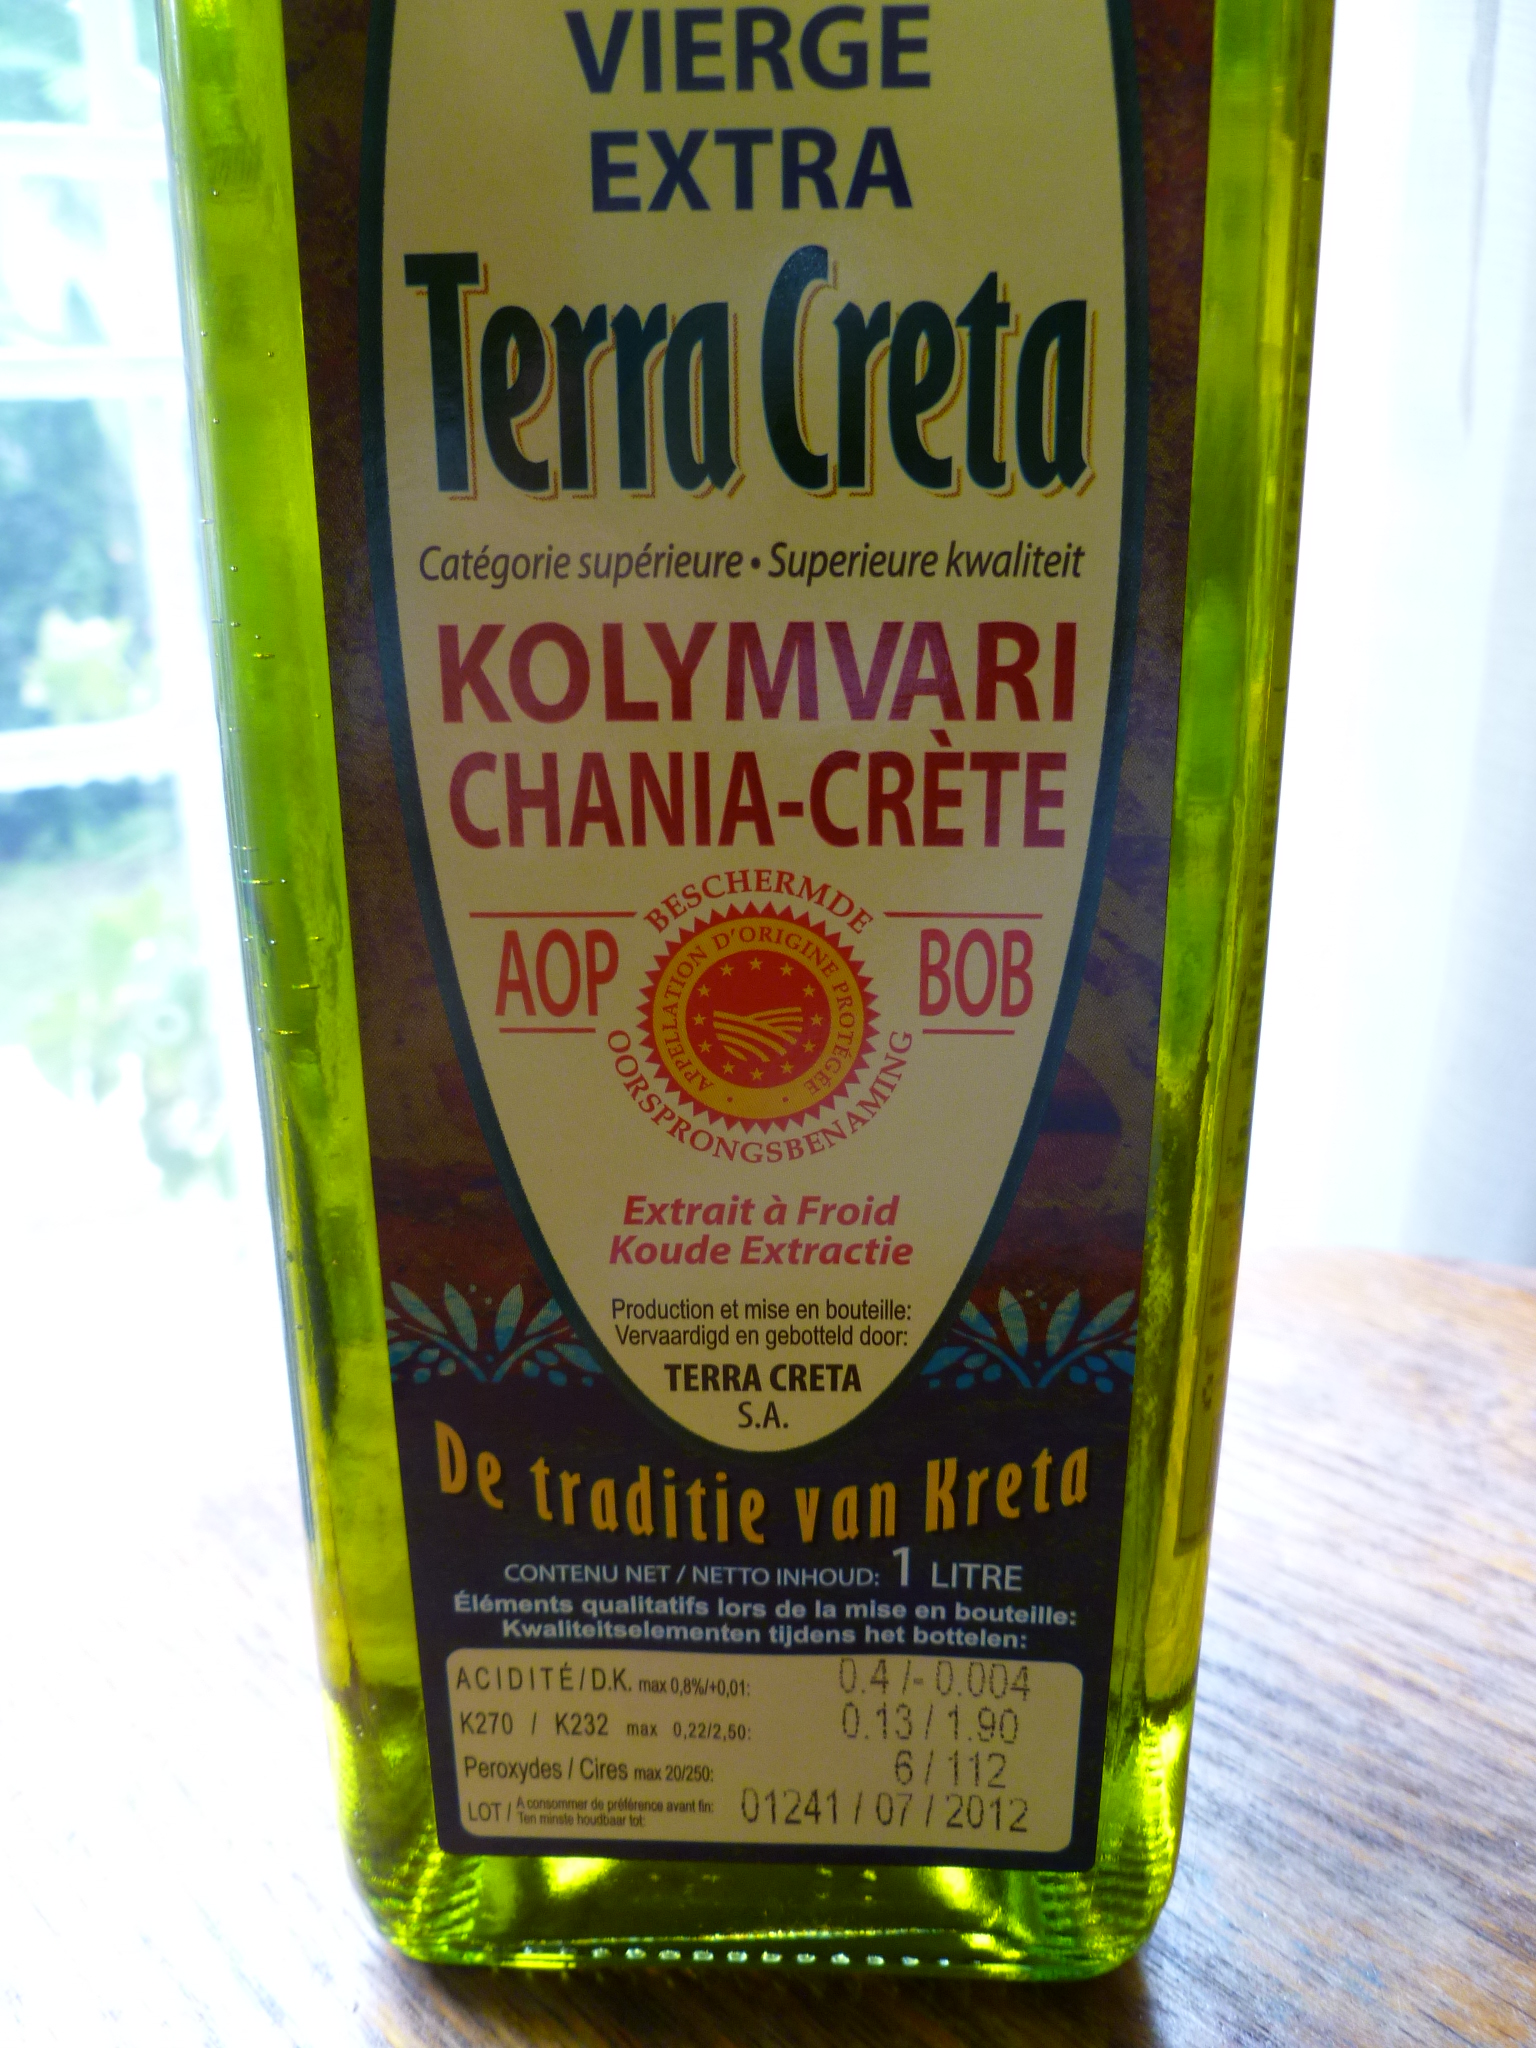 VIERGE
EXTRA
Terra Creta
Catégorie supérieure • Superieure kwaliteit
KOLYMVARI
CHANIA-CRÈTE
AOP
BESCHERMDE
OORSPRONGSBENAMING
APPELLATION D'ORIGINE PROTÉGÉE
BOB
Extrait à Froid
Koude Extractie
Production et mise en bouteille:
Vervaardigd en gebotteld door:
TERRA CRETA
S.A.
De traditie van Kreta
CONTENU NET / NETTO INHOUD: 1 LITRE
Éléments qualitatifs lors de la mise en bouteille:
Kwaliteitselementen tijdens het bottelen:
ACIDITÉ/D.K. max 0,8%/+0,01: 0.4 /- 0.004
K270 / K232 max 0,22/2,50: 0.13 / 1.90
Peroxydes / Cires max 20/250: 6 / 112
LOT / A consommer de préférence avant fin: 01241 / 07 / 2012
Ten minste houdbaar tot: